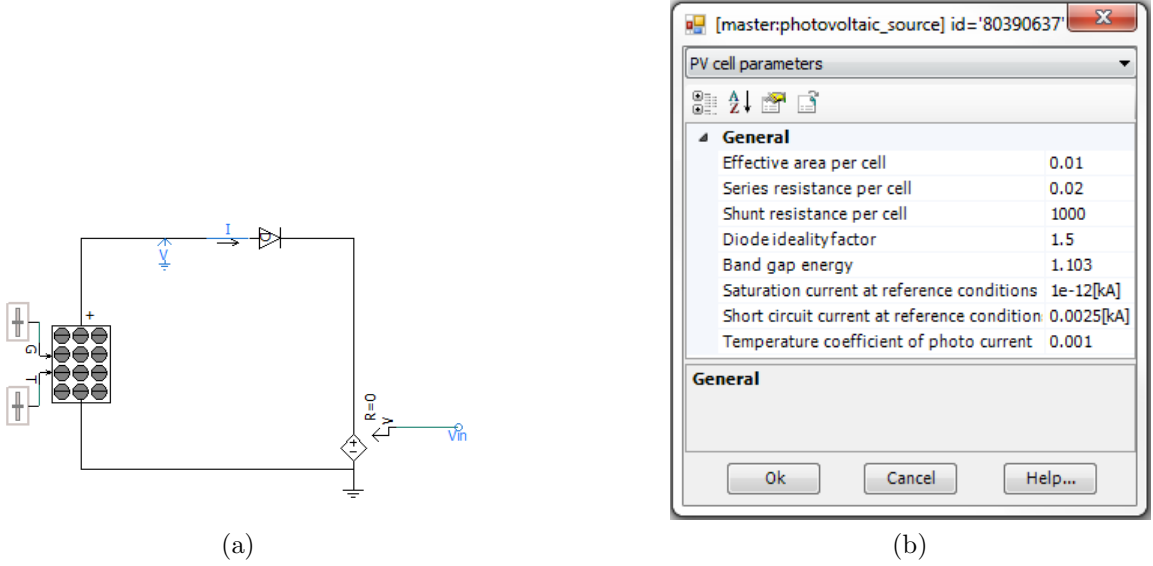 I
D
V
+
G
T
R=0
V
+
−
Vin
(a)
[master:photovoltaic_source] id='80390637'
PV cell parameters
General
Effective area per cell 0.01
Series resistance per cell 0.02
Shunt resistance per cell 1000
Diode ideality factor 1.5
Band gap energy 1.103
Saturation current at reference conditions 1e-12[kA]
Short circuit current at reference condition 0.0025[kA]
Temperature coefficient of photo current 0.001
General
Ok Cancel Help...
(b)